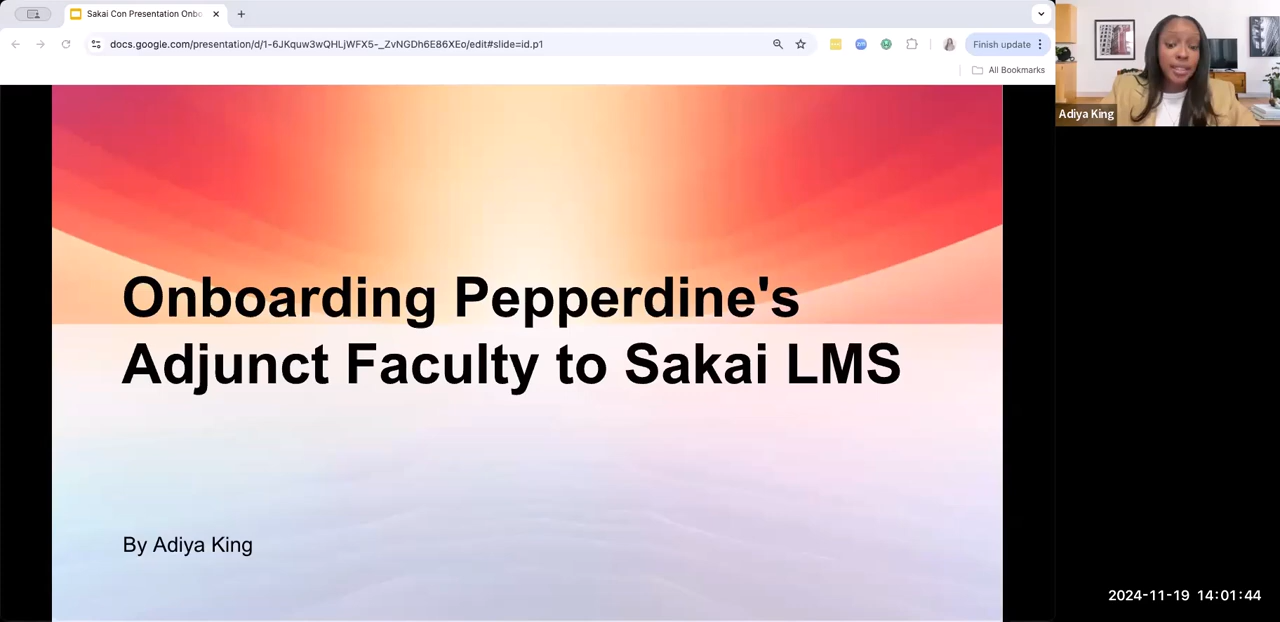 Sakai Con Presentation Onbo
docs.google.com/presentation/d/1-6JKquw3wQHLjWFX5-_ZvNGDh6E86XEo/edit#slide=id.p1
Finish update
All Bookmarks
Adiya King
Onboarding Pepperdine's
Adjunct Faculty to Sakai LMS
By Adiya King
2024-11-19 14:01:44